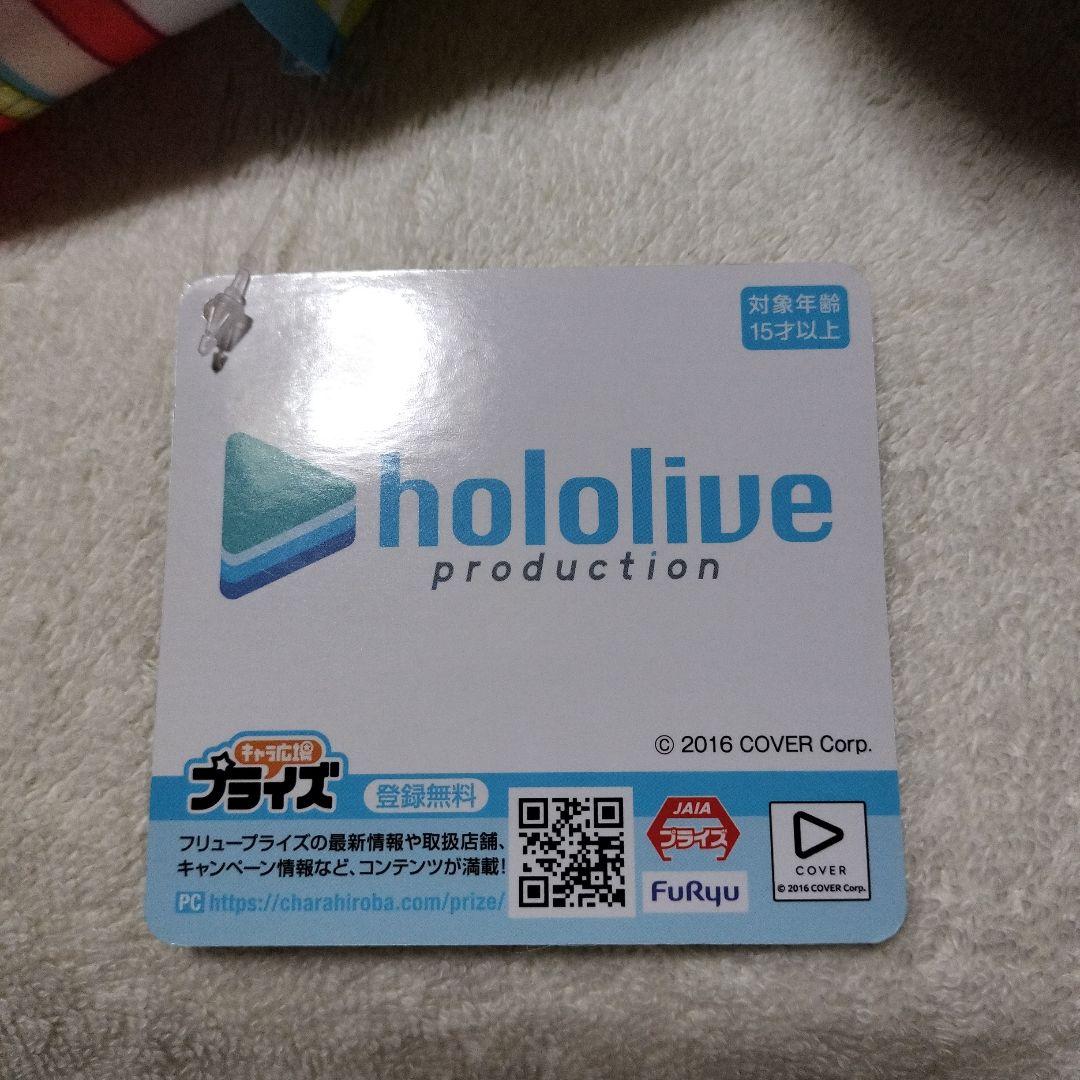 対象年齢
15才以上
hololive
production
© 2016 COVER Corp.
キャラ広場
プライズ
登録無料
フリュープライズの最新情報や取扱店舗、
キャンペーン情報など、コンテンツが満載!
PC https://charahiroba.com/prize/
JAIA
プライズ
FuRyu
COVER
© 2016 COVER Corp.